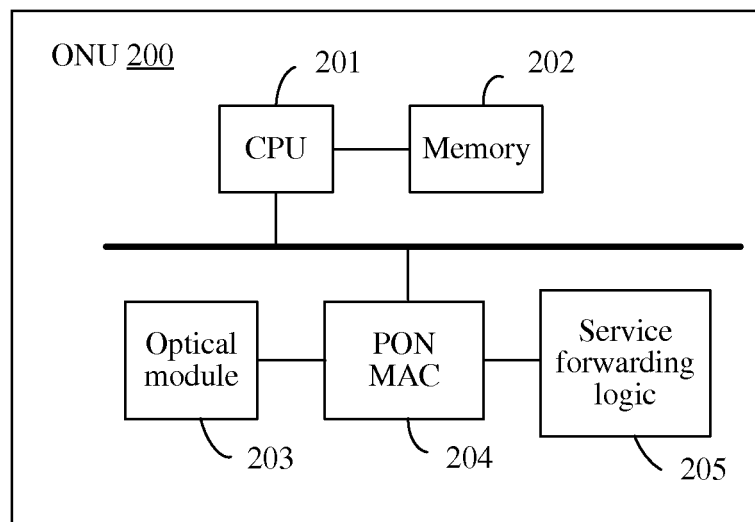 ONU 200
201
202
CPU
Memory
Optical
module
PON
MAC
Service
forwarding
logic
203
204
205